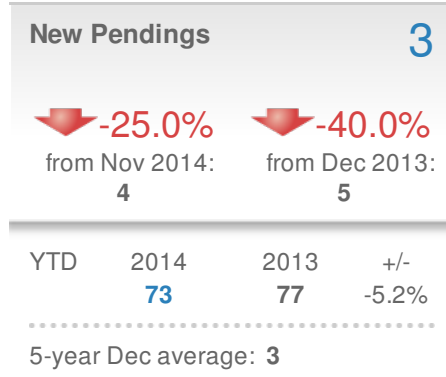 New Pendings 3
-25.0% -40.0%
from Nov 2014: from Dec 2013:
4 5
YTD 2014 2013 +/-
73 77 -5.2%
5-year Dec average: 3